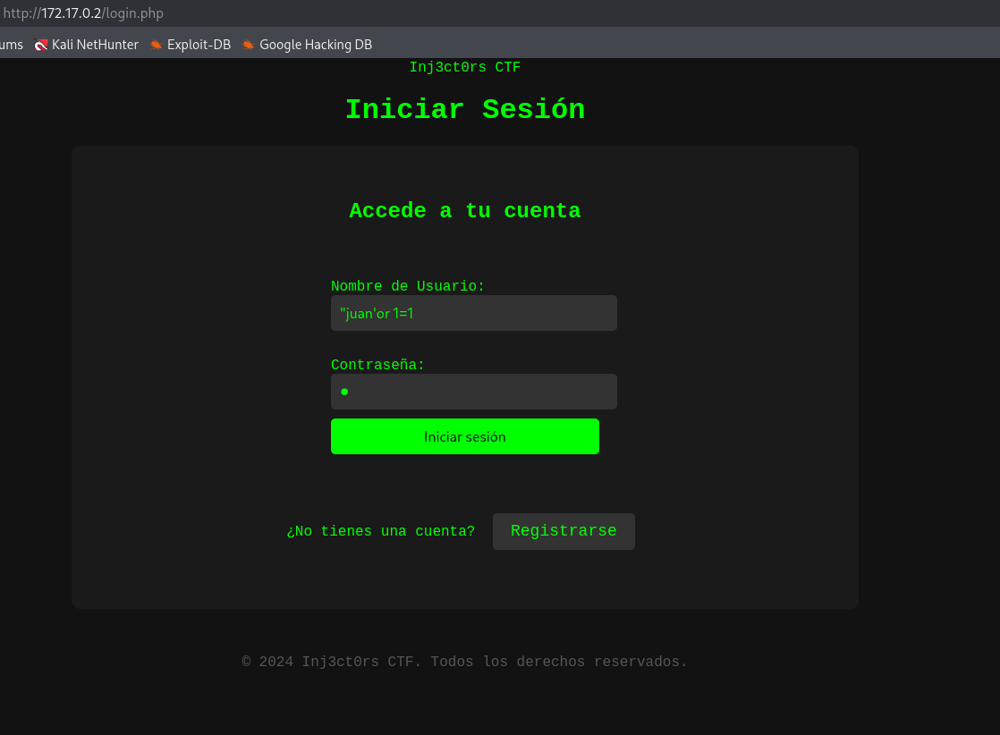 http://172.17.0.2/login.php
ums Kali NetHunter Exploit-DB Google Hacking DB
Inj3ct0rs CTF
Iniciar Sesión
Accede a tu cuenta
Nombre de Usuario:
"juan'or 1=1
Contraseña:
Iniciar sesión
¿No tienes una cuenta? Registrarse
© 2024 Inj3ct0rs CTF. Todos los derechos reservados.